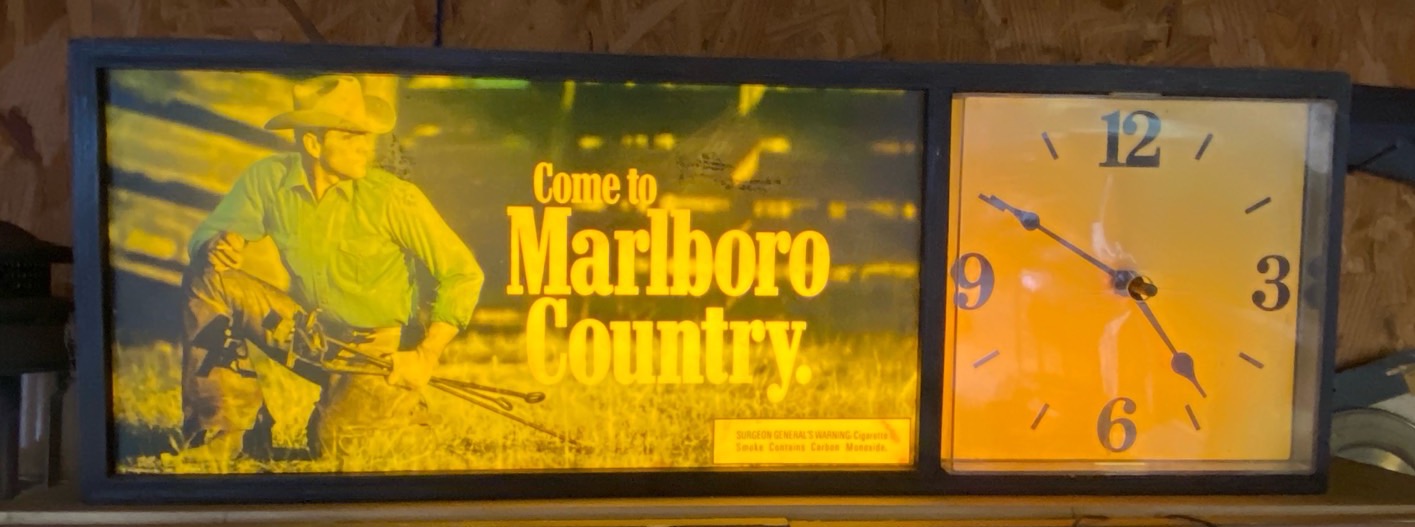 Come to
Marlboro
Country.
SURGEON GENERAL'S WARNING: Cigarette
Smoke Contains Carbon Monoxide.
12
9
3
6